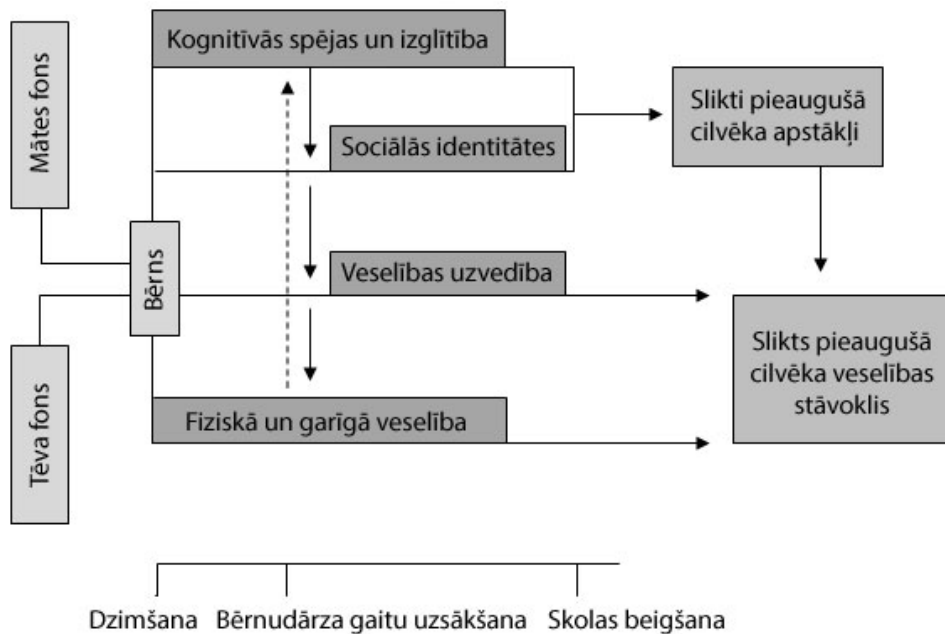 Mātes fons
Tēva fons
Bērns
Kognitīvās spējas un izglītība
Sociālās identitātes
Veselības uzvedība
Fiziskā un garīgā veselība
Slikti pieaugušā
cilvēka apstākļi
Slikts pieaugušā
cilvēka veselības
stāvoklis
Dzimšana
Bērnudārza gaitu uzsākšana
Skolas beigšana